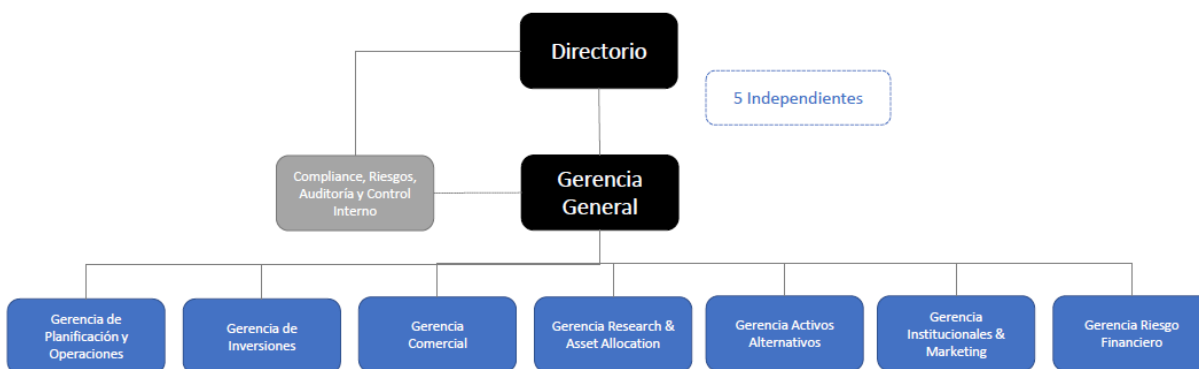 Directorio
5 Independientes
Compliance, Riesgos,
Auditoría y Control
Interno
Gerencia
General
Gerencia de
Planificación y
Operaciones
Gerencia de
Inversiones
Gerencia
Comercial
Gerencia Research &
Asset Allocation
Gerencia Activos
Alternativos
Gerencia
Institucionales &
Marketing
Gerencia Riesgo
Financiero